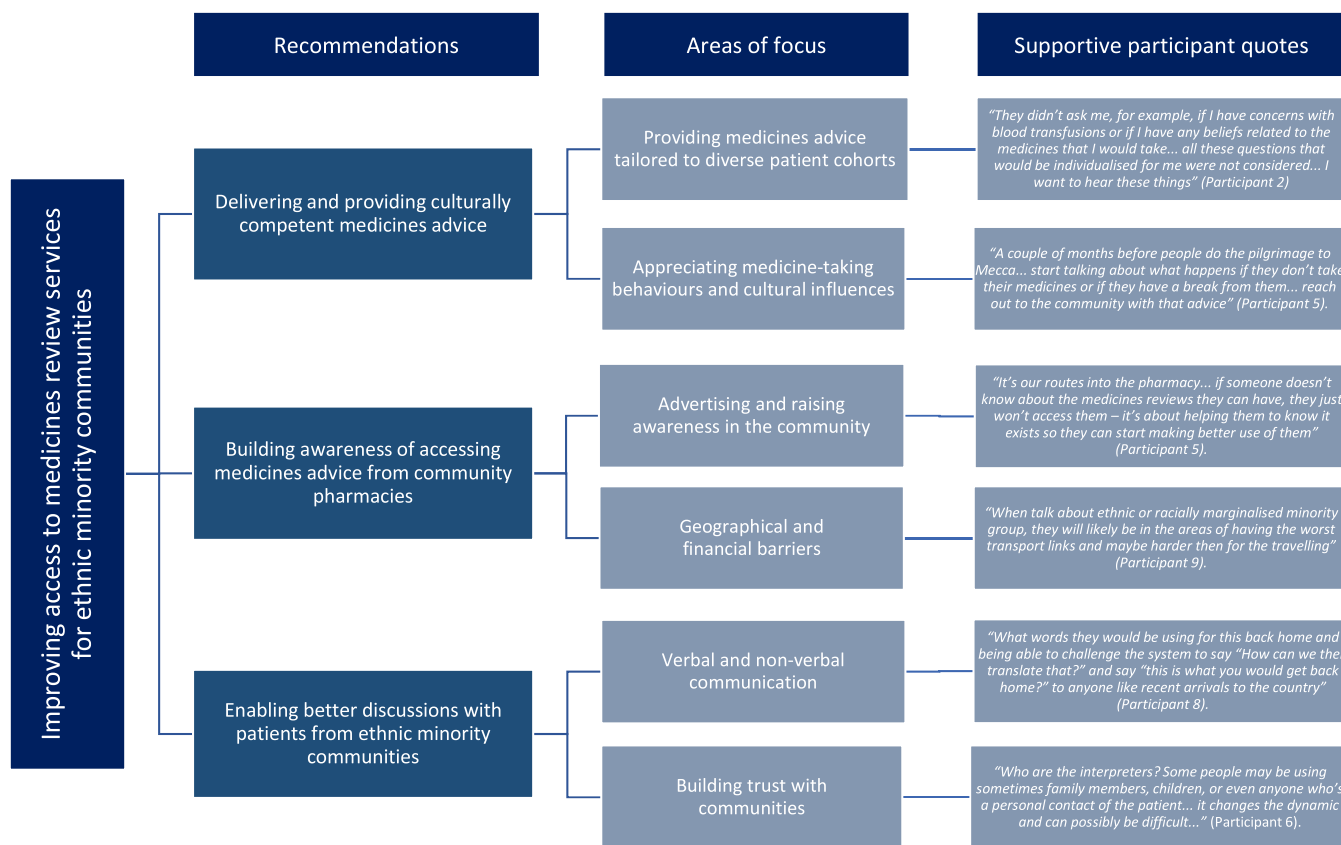 Recommendations
Areas of focus
Supportive participant quotes
Improving access to medicines review services
for ethnic minority communities
Delivering and providing culturally
competent medicines advice
Providing medicines advice
tailored to diverse patient cohorts
“They didn’t ask me, for example, if I have concerns with
blood transfusions or if I have any beliefs related to the
medicines that I would take... all these questions that
would be individualised for me were not considered... I
want to hear these things” (Participant 2)
Appreciating medicine-taking
behaviours and cultural influences
“A couple of months before people do the pilgrimage to
Mecca... start talking about what happens if they don’t take
their medicines or if they have a break from them... reach
out to the community with that advice” (Participant 5).
Building awareness of accessing
medicines advice from community
pharmacies
Advertising and raising
awareness in the community
“It’s our routes into the pharmacy... if someone doesn’t
know about the medicines reviews they can have, they just
won’t access them – it’s about helping them to know it
exists so they can start making better use of them”
(Participant 5).
Geographical and
financial barriers
“When talk about ethnic or racially marginalised minority
group, they will likely be in the areas of having the worst
transport links and maybe harder then for the travelling”
(Participant 9).
Enabling better discussions with
patients from ethnic minority
communities
Verbal and non-verbal
communication
“What words they would be using for this back home and
being able to challenge the system to say “How can we
translate that?” and say “this is what you would get back
home?” to anyone like recent arrivals to the country”
(Participant 8).
Building trust with
communities
“Who are the interpreters? Some people may be using
sometimes family members, children, or even anyone who’s
a personal contact of the patient... it changes the dynamic
and can possibly be difficult...” (Participant 6).